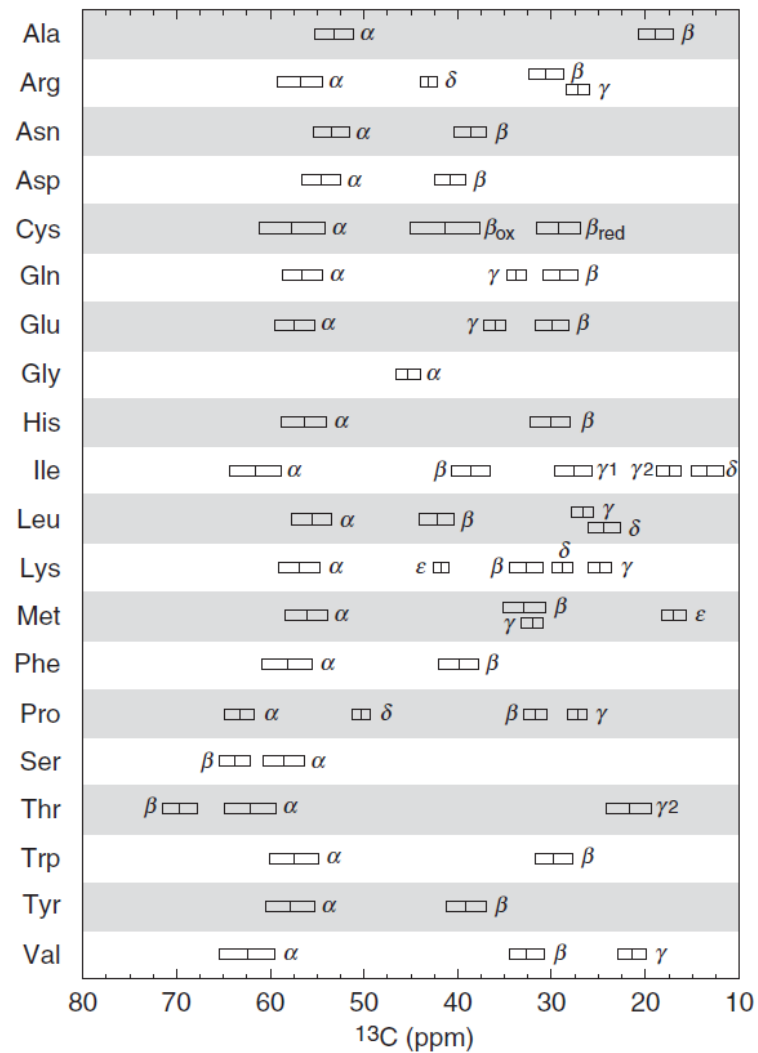 Ala α β
Arg α δ β γ
Asn α β
Asp α β
Cys α βox βred
Gln α γ β
Glu α γ β
Gly α
His α β
Ile α β γ1 γ2 δ
Leu α β γ δ
Lys α ε β δ γ
Met α γ β ε
Phe α β
Pro α δ β γ
Ser β α
Thr β α γ2
Trp α β
Tyr α β
Val α β γ
80 70 60 50 40 30 20 10
13C (ppm)